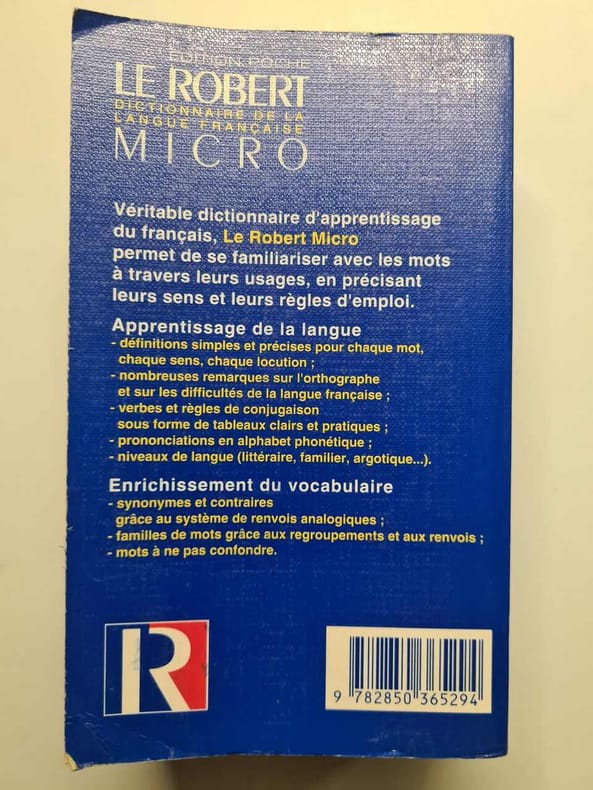 EDITION POCHE
LE ROBERT
DICTIONNAIRE DE LA
LANGUE FRANÇAISE
MICRO
Véritable dictionnaire d'apprentissage
du français, Le Robert Micro
permet de se familiariser avec les mots
à travers leurs usages, en précisant
leurs sens et leurs règles d'emploi.
Apprentissage de la langue
- définitions simples et précises pour chaque mot,
chaque sens, chaque locution ;
- nombreuses remarques sur l'orthographe
et sur les difficultés de la langue française ;
- verbes et règles de conjugaison
sous forme de tableaux clairs et pratiques ;
- prononciations en alphabet phonétique ;
- niveaux de langue (littéraire, familier, argotique...).
Enrichissement du vocabulaire
- synonymes et contraires
grâce au système de renvois analogiques ;
- familles de mots grâce aux regroupements et aux renvois ;
- mots à ne pas confondre.
R
9 782850 365294